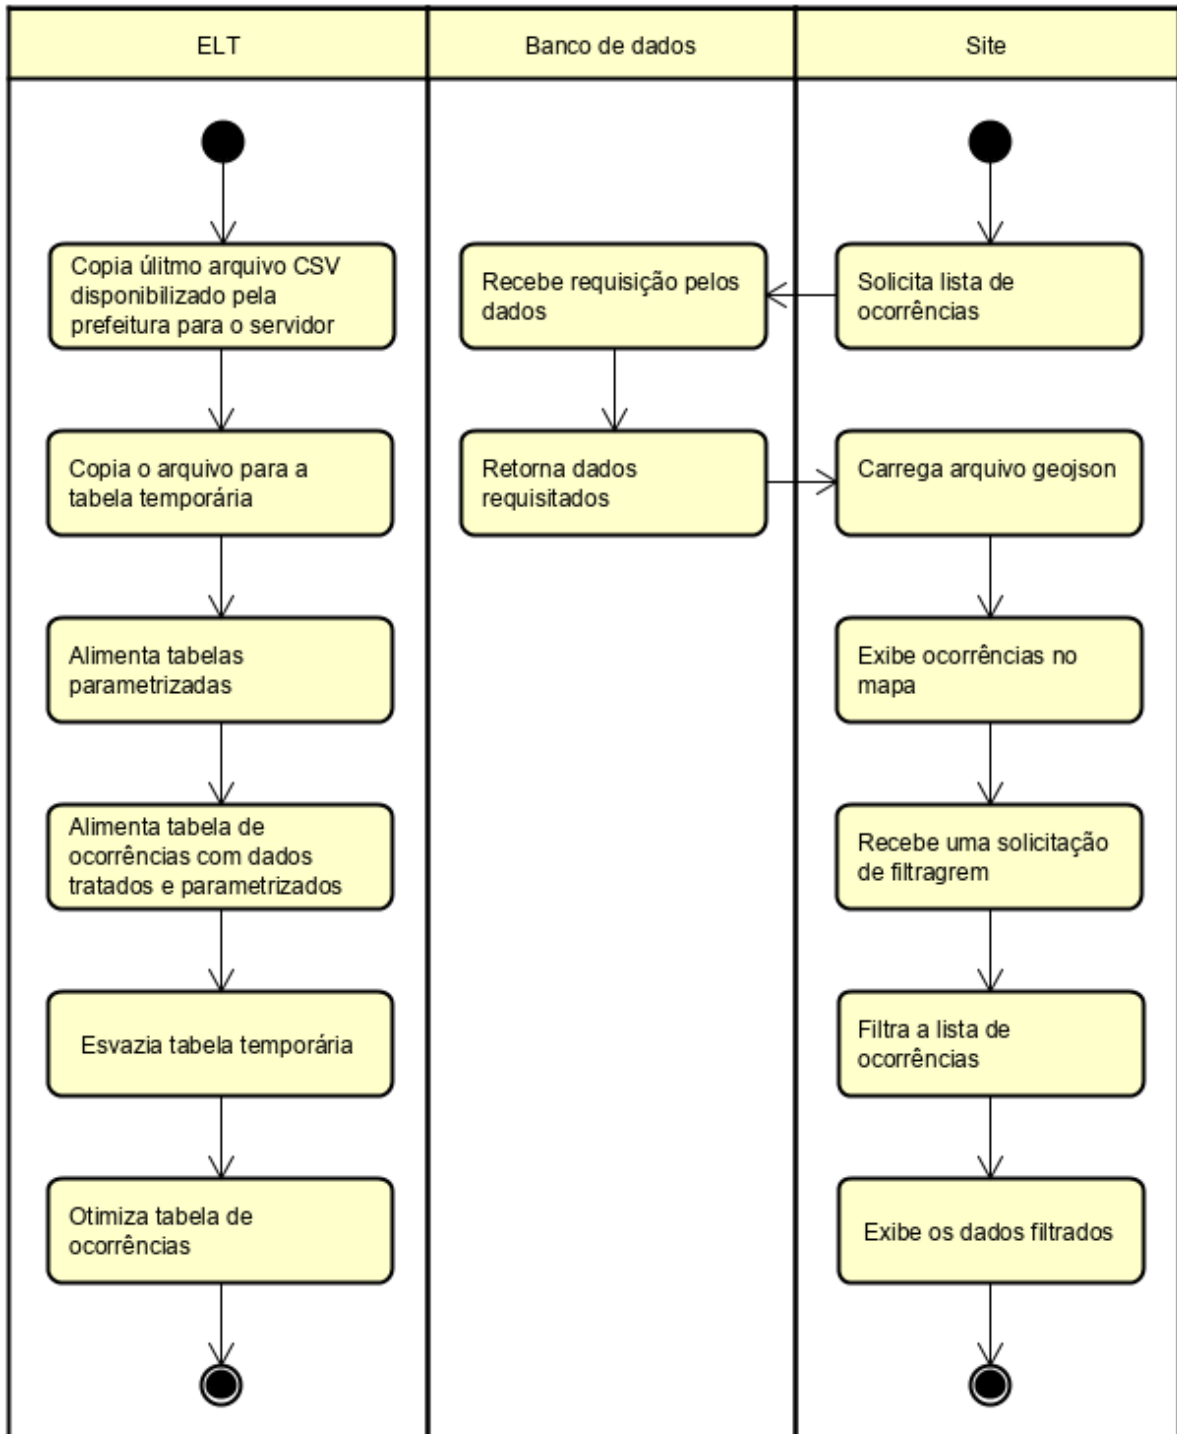 ELT
Banco de dados
Site
Copia úlitmo arquivo CSV
disponibilizado pela
prefeitura para o servidor
Recebe requisição pelos
dados
Solicita lista de
ocorrências
Copia o arquivo para a
tabela temporária
Retorna dados
requisitados
Carrega arquivo geojson
Alimenta tabelas
parametrizadas
Exibe ocorrências no
mapa
Alimenta tabela de
ocorrências com dados
tratados e parametrizados
Recebe uma solicitação
de filtragrem
Esvazia tabela temporária
Filtra a lista de
ocorrências
Otimiza tabela de
ocorrências
Exibe os dados filtrados